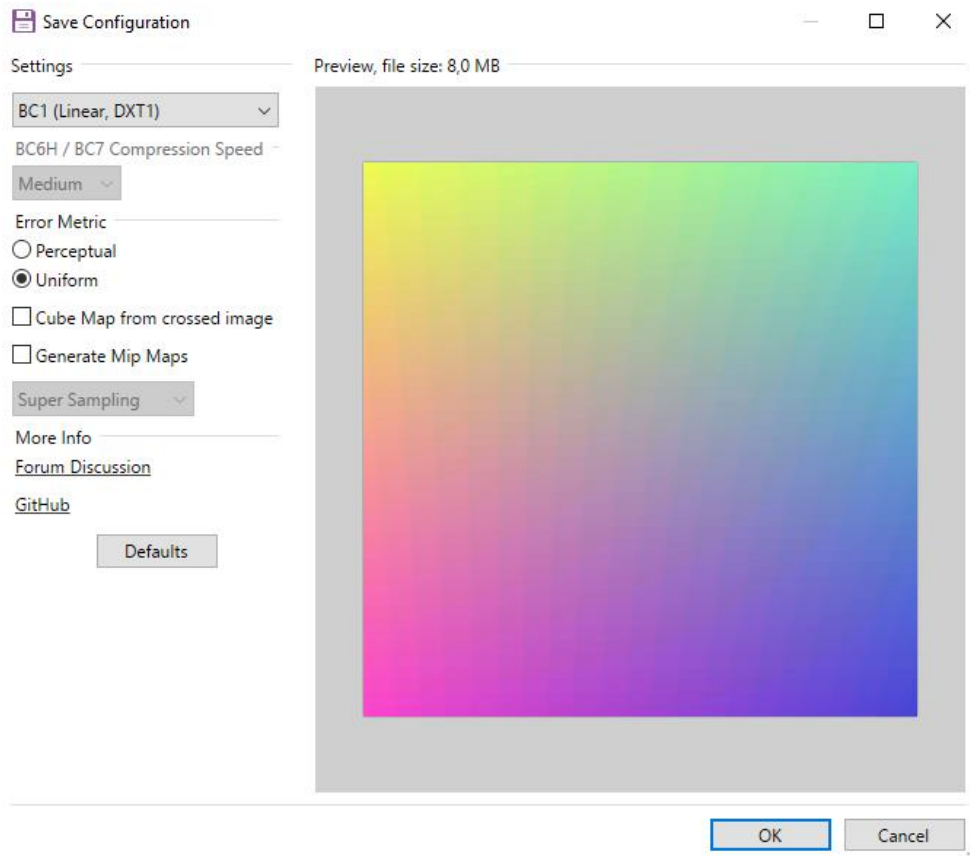 Save Configuration
Settings
Preview, file size: 8,0 MB
BC1 (Linear, DXT1)
BC6H / BC7 Compression Speed
Medium
Error Metric
Perceptual
Uniform
Cube Map from crossed image
Generate Mip Maps
Super Sampling
More Info
Forum Discussion
GitHub
Defaults
OK
Cancel